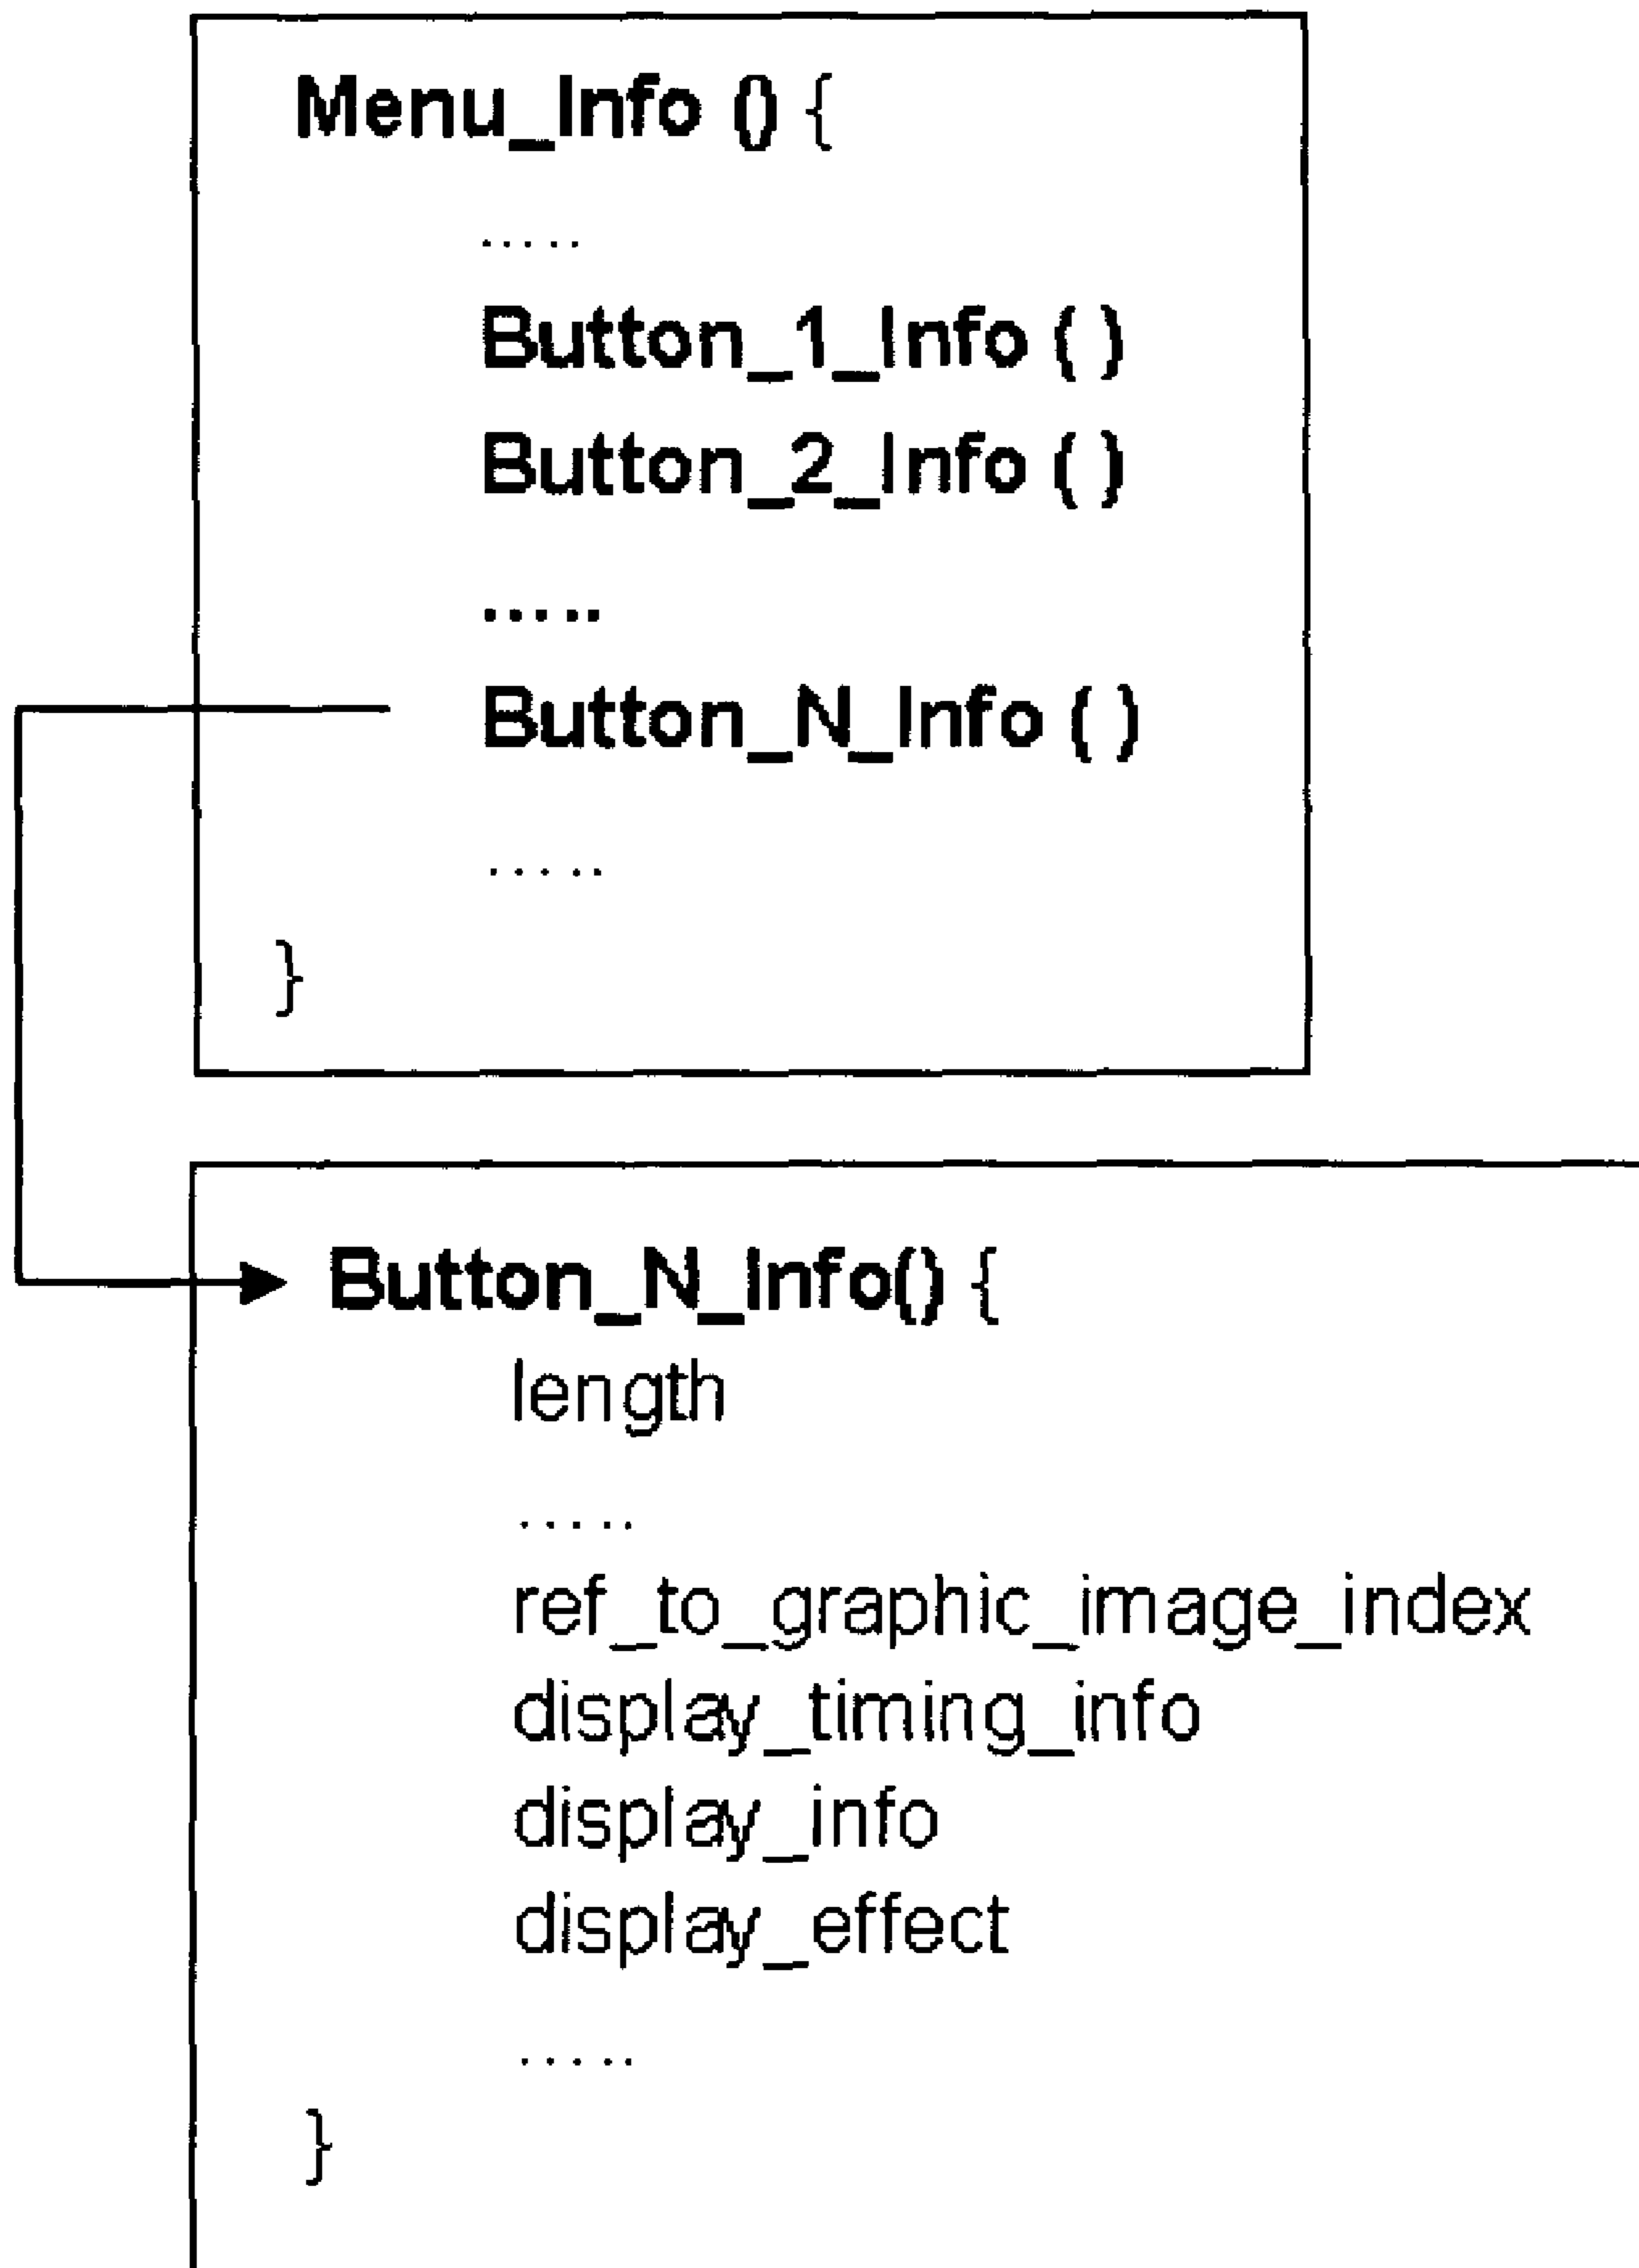 Menu_Info () {
.....
Button_1_Info ( )
Button_2_Info ( )
.....
Button_N_Info ( )
.....
}
Button_N_Info() {
length
.....
ref_to_graphic_image_index
display_timing_info
display_info
display_effect
.....
}